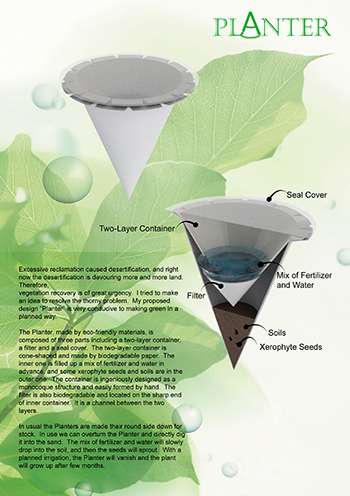 PLANTER
Seal Cover
Two-Layer Container
Mix of Fertilizer
and Water
Filter
Soils
Xerophyte Seeds
Excessive reclamation caused desertification, and right
now the desertification is devouring more and more land.
Therefore,
vegetation recovery is of great urgency. I tried to make
an idea to resolve the thorny problem. My proposed
design "Planter" is very conducive to making green in a
planned way.
The Planter, made by eco-friendly materials, is
composed of three parts including a two-layer container,
a filter and a seal cover. The two-layer container is
cone-shaped and made by biodegradable paper. The
inner one is filled up a mix of fertilizer and water in
advance, and some xerophyte seeds and soils are in the
outer one. The container is ingeniously designed as a
monocoque structure and easily formed by hand. The
filter is also biodegradable and located on the sharp end
of inner container. It is a channel between the two
layers.
In usual the Planters are made their round side down for
stock. In use we can overturn the Planter and directly dig
it into the sand. The mix of fertilizer and water will slowly
drop into the soil, and then the seeds will sprout. With a
planned irrigation, the Planter will vanish and the plant
will grow up after few months.